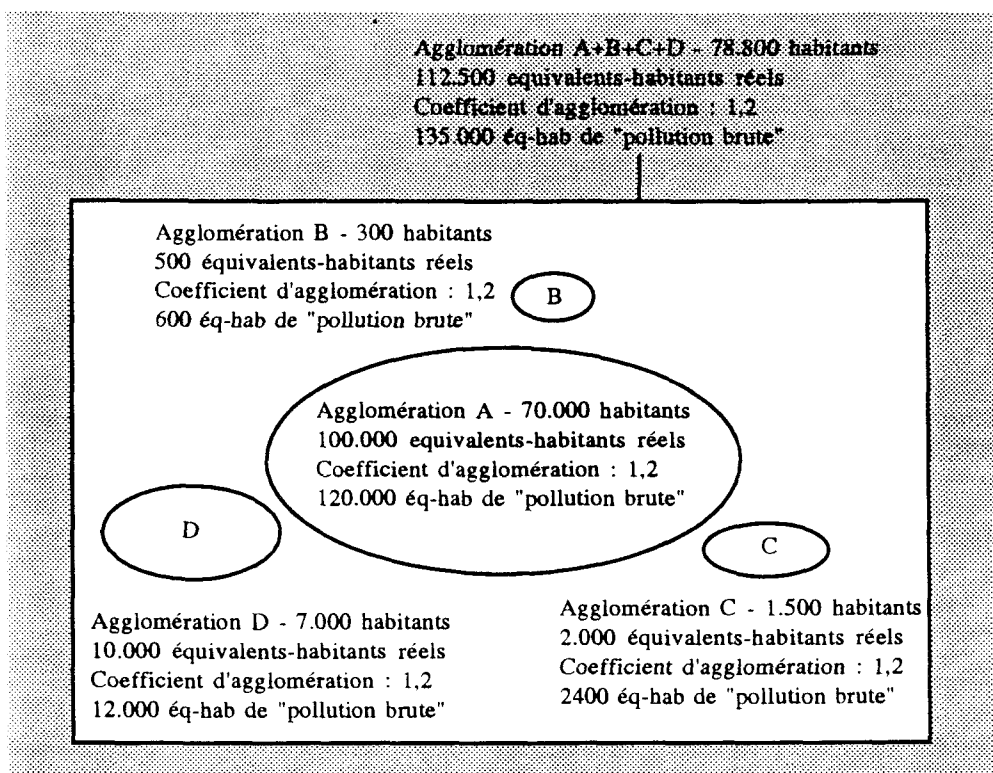 Agglomération A+B+C+D - 78.800 habitants
112.500 equivalents-habitants réels
Coefficient d'agglomération : 1,2
135.000 éq-hab de "pollution brute"
Agglomération B - 300 habitants
500 équivalents-habitants réels
Coefficient d'agglomération : 1,2
600 éq-hab de "pollution brute"
B
Agglomération A - 70.000 habitants
100.000 equivalents-habitants réels
Coefficient d'agglomération : 1,2
120.000 éq-hab de "pollution brute"
D
C
Agglomération D - 7.000 habitants
10.000 équivalents-habitants réels
Coefficient d'agglomération : 1,2
12.000 éq-hab de "pollution brute"
Agglomération C - 1.500 habitants
2.000 équivalents-habitants réels
Coefficient d'agglomération : 1,2
2400 éq-hab de "pollution brute"